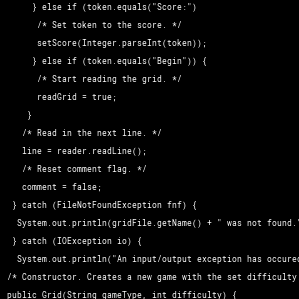 } else if (token.equals("Score:")
/* Set token to the score. */
setScore(Integer.parseInt(token));
} else if (token.equals("Begin")) {
/* Start reading the grid. */
readGrid = true;
}
/* Read in the next line. */
line = reader.readLine();
/* Reset comment flag. */
comment = false;
} catch (FileNotFoundException fnf) {
System.out.println(gridFile.getName() + " was not found."
} catch (IOException io) {
System.out.println("An input/output exception has occured
/* Constructor. Creates a new game with the set difficulty
public Grid(String gameType, int difficulty) {